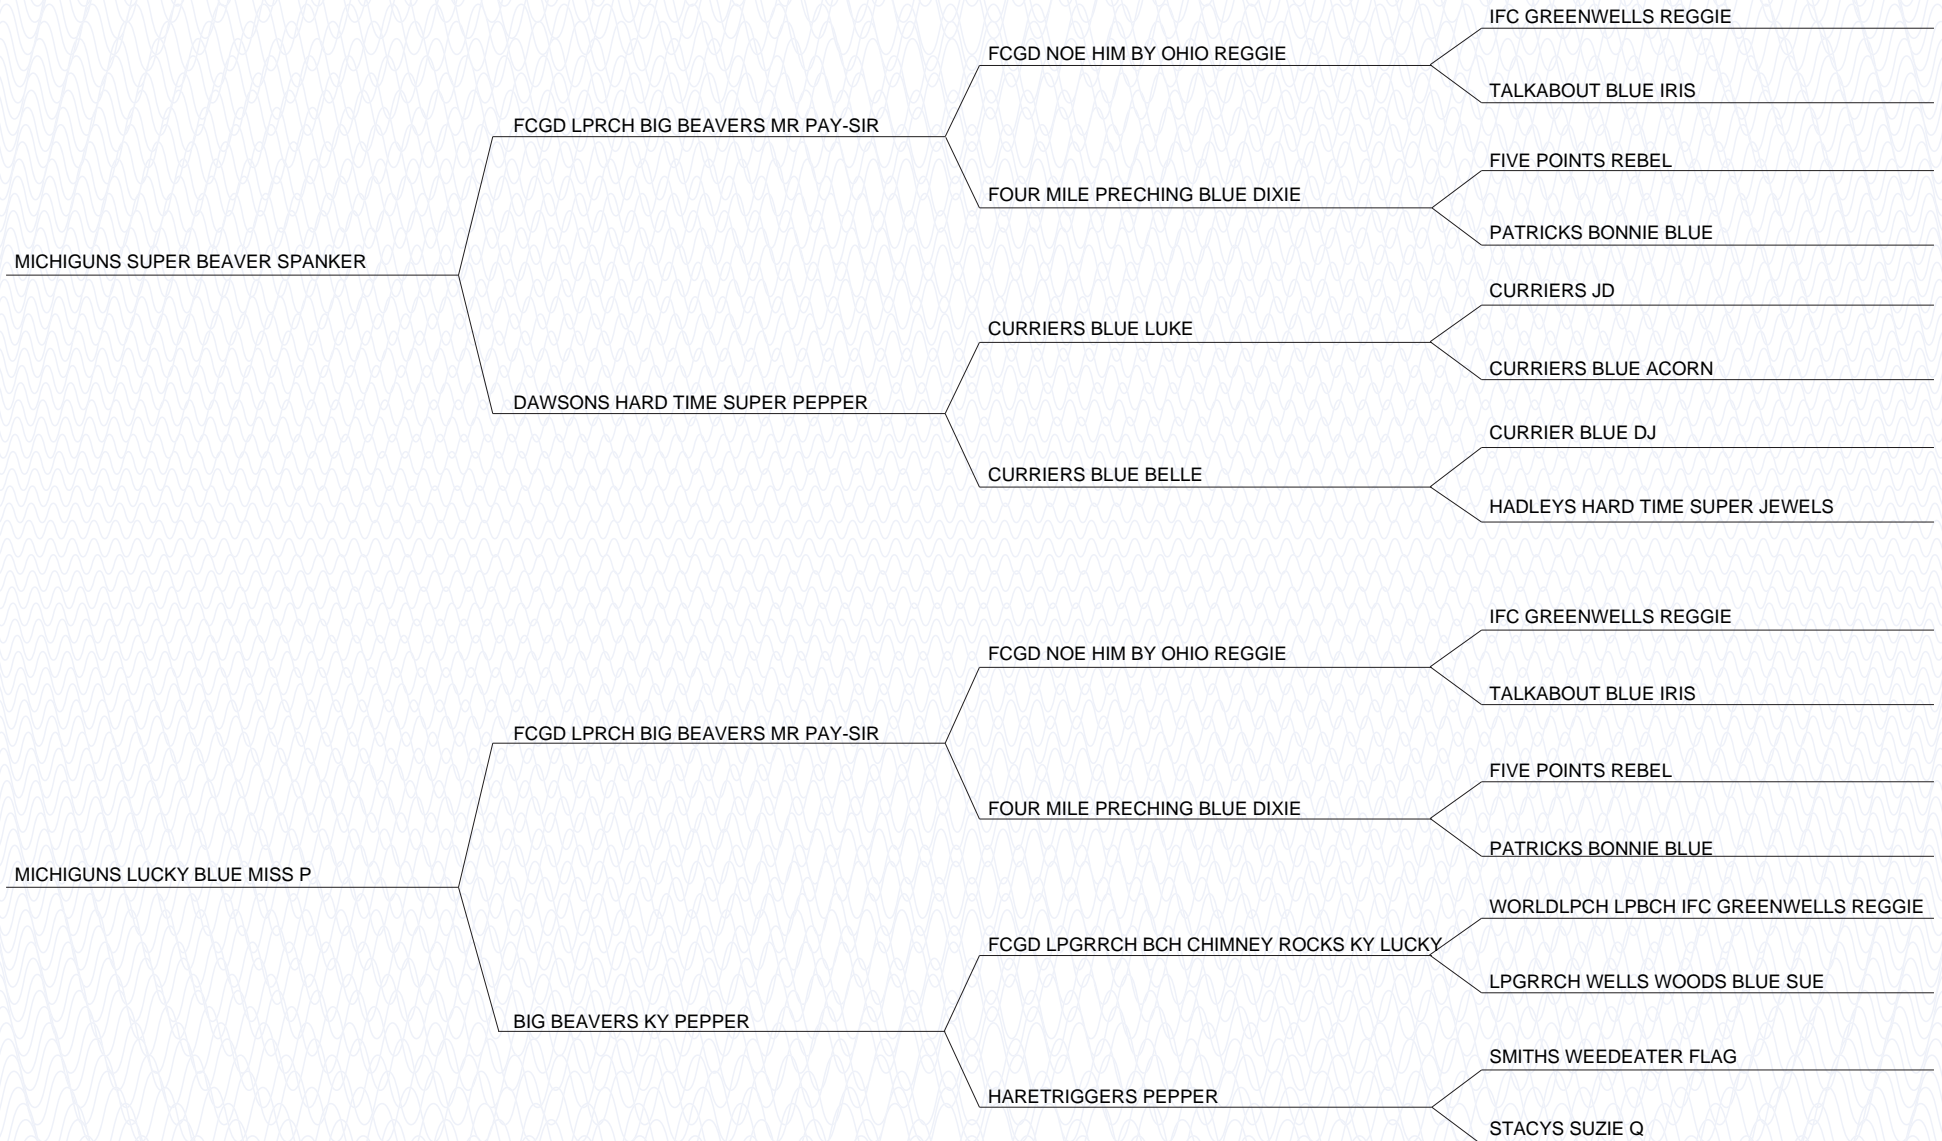 IFC GREENWELLS REGGIE
FCGD NOE HIM BY OHIO REGGIE
TALKABOUT BLUE IRIS
FCGD LPRCH BIG BEAVERS MR PAY-SIR
FIVE POINTS REBEL
FOUR MILE PRECHING BLUE DIXIE
PATRICKS BONNIE BLUE
MICHIGUNS SUPER BEAVER SPANKER
CURRIERS JD
CURRIERS BLUE LUKE
CURRIERS BLUE ACORN
DAWSONS HARD TIME SUPER PEPPER
CURRIER BLUE DJ
CURRIERS BLUE BELLE
HADLEYS HARD TIME SUPER JEWELS
IFC GREENWELLS REGGIE
FCGD NOE HIM BY OHIO REGGIE
TALKABOUT BLUE IRIS
FCGD LPRCH BIG BEAVERS MR PAY-SIR
FIVE POINTS REBEL
FOUR MILE PRECHING BLUE DIXIE
PATRICKS BONNIE BLUE
MICHIGUNS LUCKY BLUE MISS P
WORLDLPCH LPBCH IFC GREENWELLS REGGIE
FCGD LPGRRCH BCH CHIMNEY ROCKS KY LUCKY
LPGRRCH WELLS WOODS BLUE SUE
BIG BEAVERS KY PEPPER
SMITHS WEEDEATER FLAG
HARETRIGGERS PEPPER
STACYS SUZIE Q